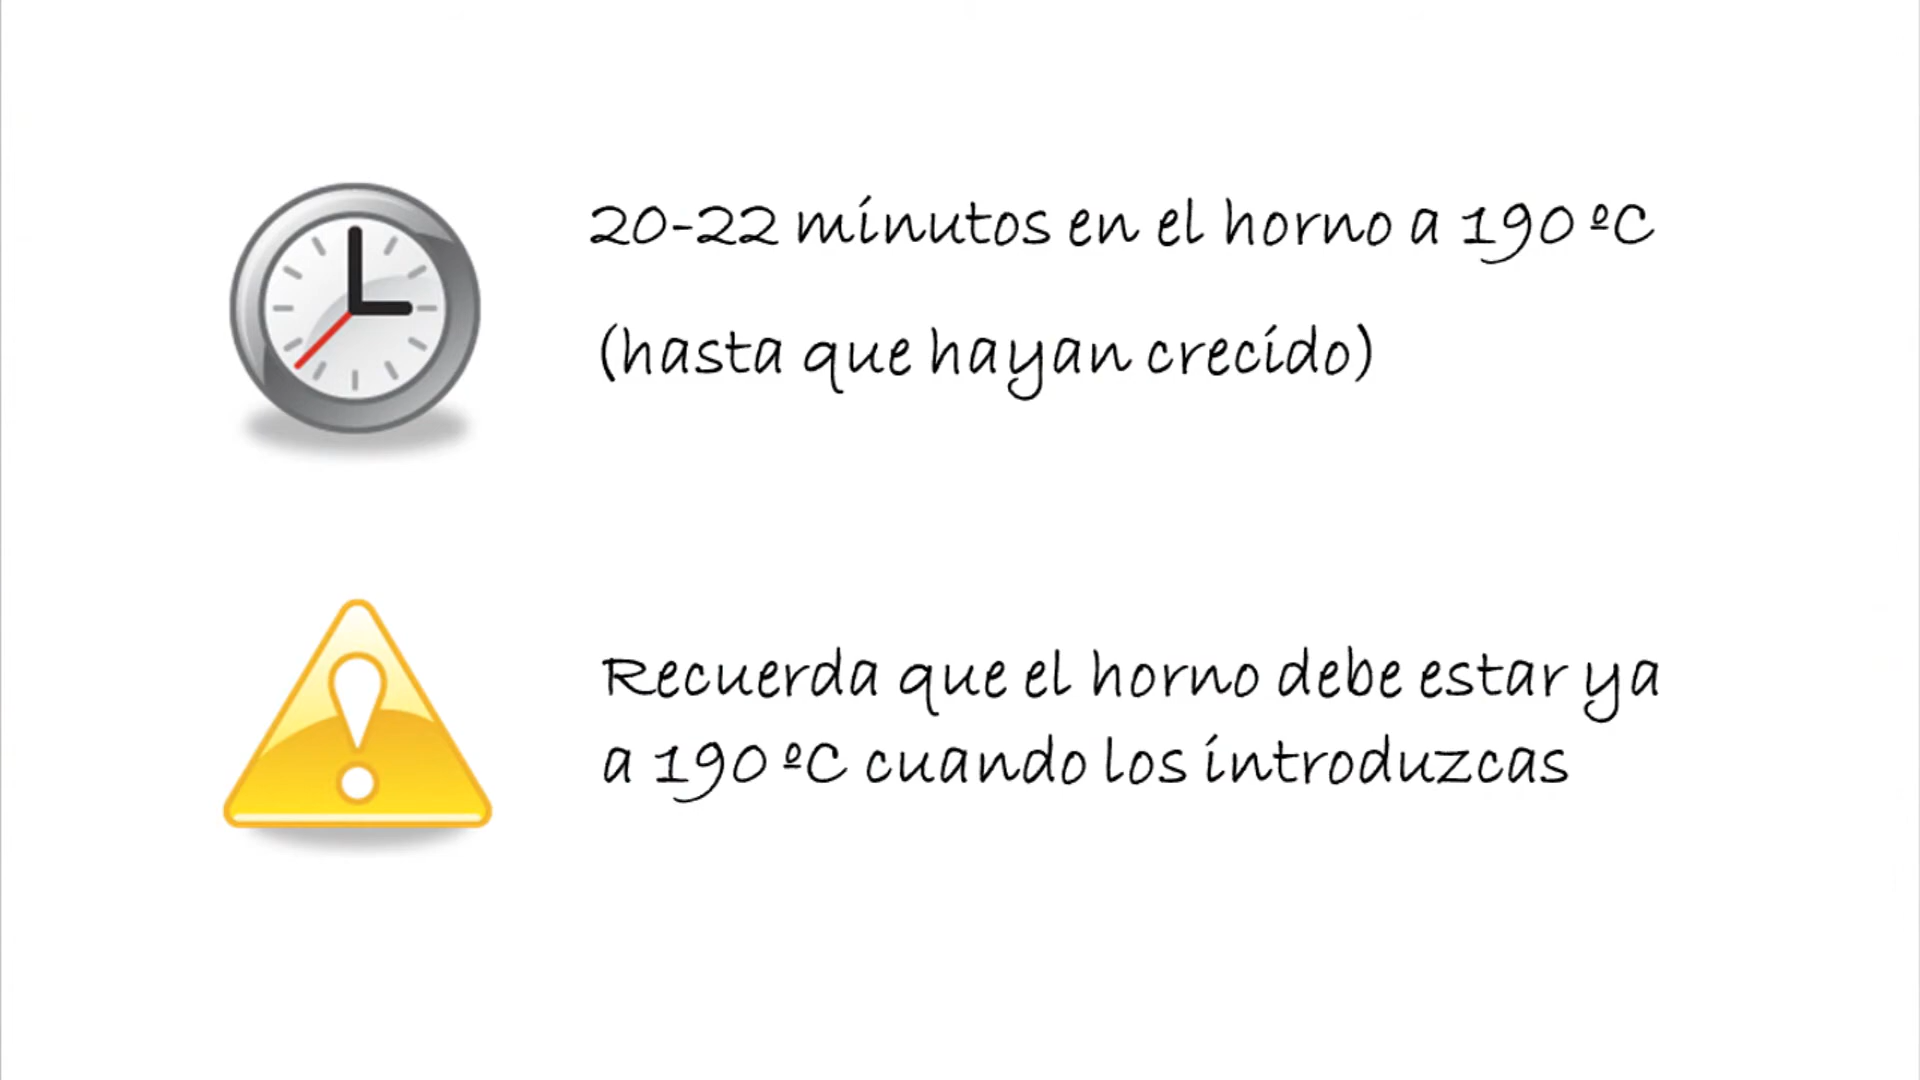 20-22 minutos en el horno a 190 ºC
(hasta que hayan crecido)
Recuerda que el horno debe estar ya
a 190 ºC cuando los introduzcas